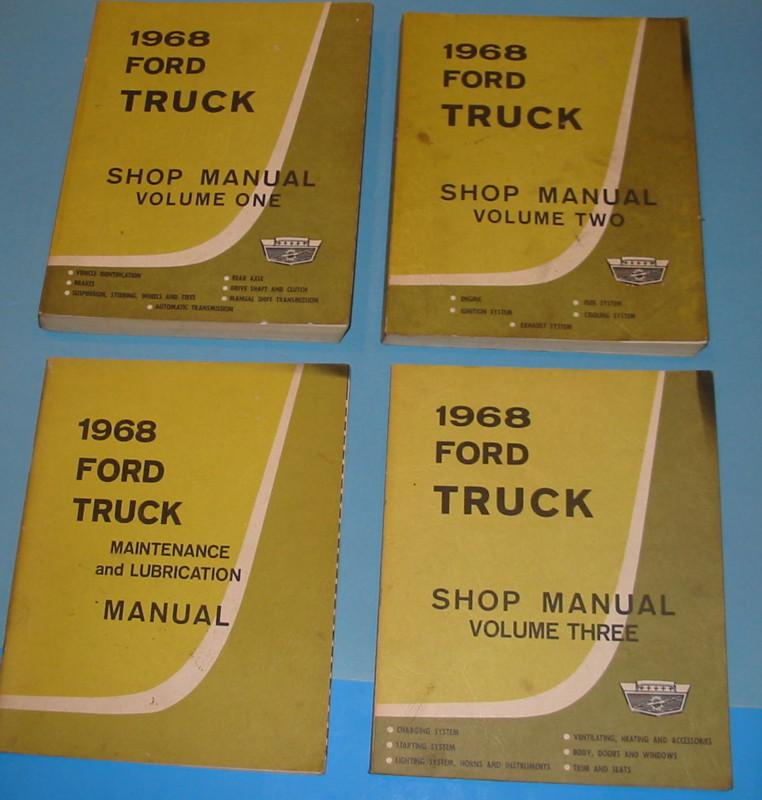 1968
FORD
TRUCK
SHOP MANUAL
VOLUME ONE
VEHICLE IDENTIFICATION
BRAKES
SUSPENSION, STEERING, WHEELS AND TIRES
REAR AXLE
DRIVE SHAFT AND CLUTCH
MANUAL SHIFT TRANSMISSION
AUTOMATIC TRANSMISSION
1968
FORD
TRUCK
SHOP MANUAL
VOLUME TWO
ENGINE
IGNITION SYSTEM
FUEL SYSTEM
COOLING SYSTEM
EXHAUST SYSTEM
1968
FORD
TRUCK
MAINTENANCE
and LUBRICATION
MANUAL
1968
FORD
TRUCK
SHOP MANUAL
VOLUME THREE
CHARGING SYSTEM
STARTING SYSTEM
LIGHTING SYSTEM, HORNS AND INSTRUMENTS
VENTILATING, HEATING AND ACCESSORIES
BODY, DOORS AND WINDOWS
TRIM AND SEATS